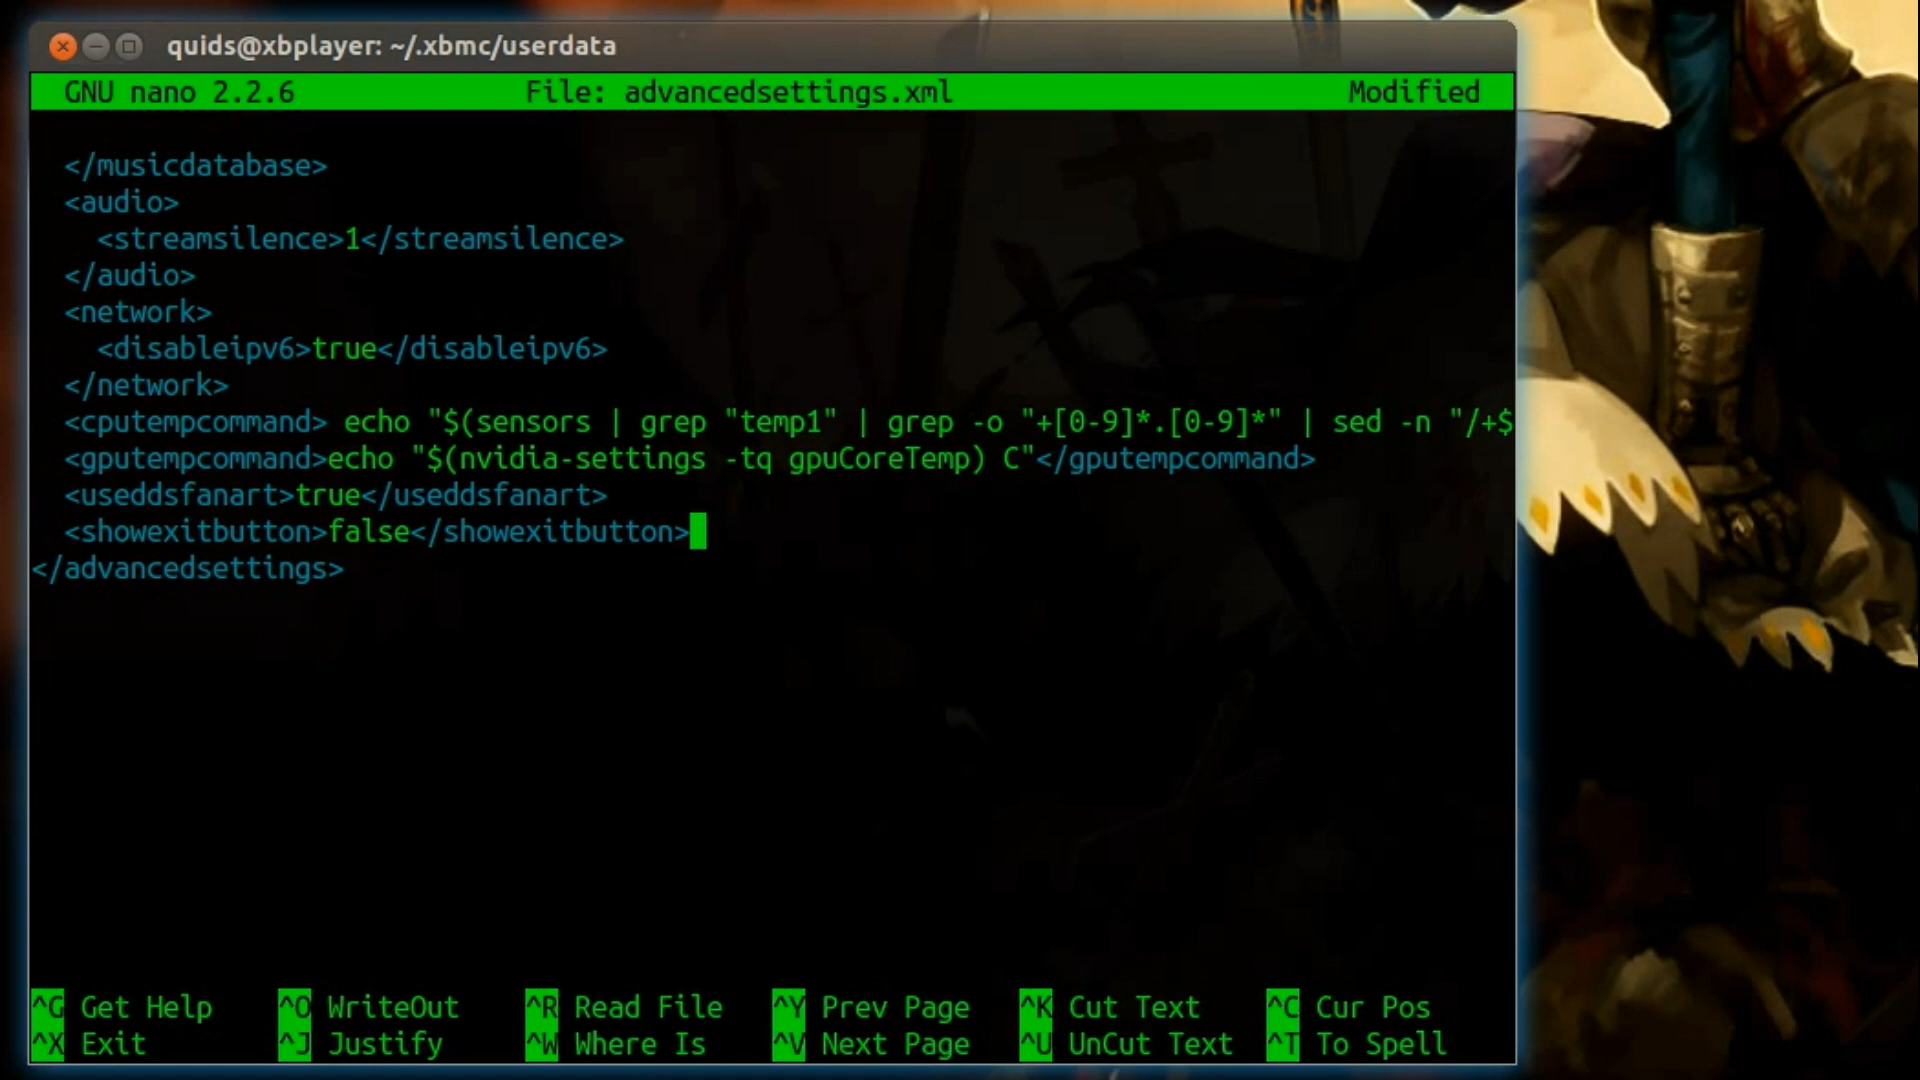 quids@xbplayer: ~/.xbmc/userdata
GNU nano 2.2.6 File: advancedsettings.xml Modified
</musicdatabase>
<audio>
<streamsilence>1</streamsilence>
</audio>
<network>
<disableipv6>true</disableipv6>
</network>
<cputempcommand> echo "$(sensors | grep "temp1" | grep -o "+[0-9]*.[0-9]*" | sed -n "/+$
<gputempcommand>echo "$(nvidia-settings -tq gpuCoreTemp) C"</gputempcommand>
<useddsfanart>true</useddsfanart>
<showexitbutton>false</showexitbutton>
</advancedsettings>
^G Get Help ^O WriteOut ^R Read File ^Y Prev Page ^K Cut Text ^C Cur Pos
^X Exit ^J Justify ^W Where Is ^V Next Page ^U UnCut Text ^T To Spell